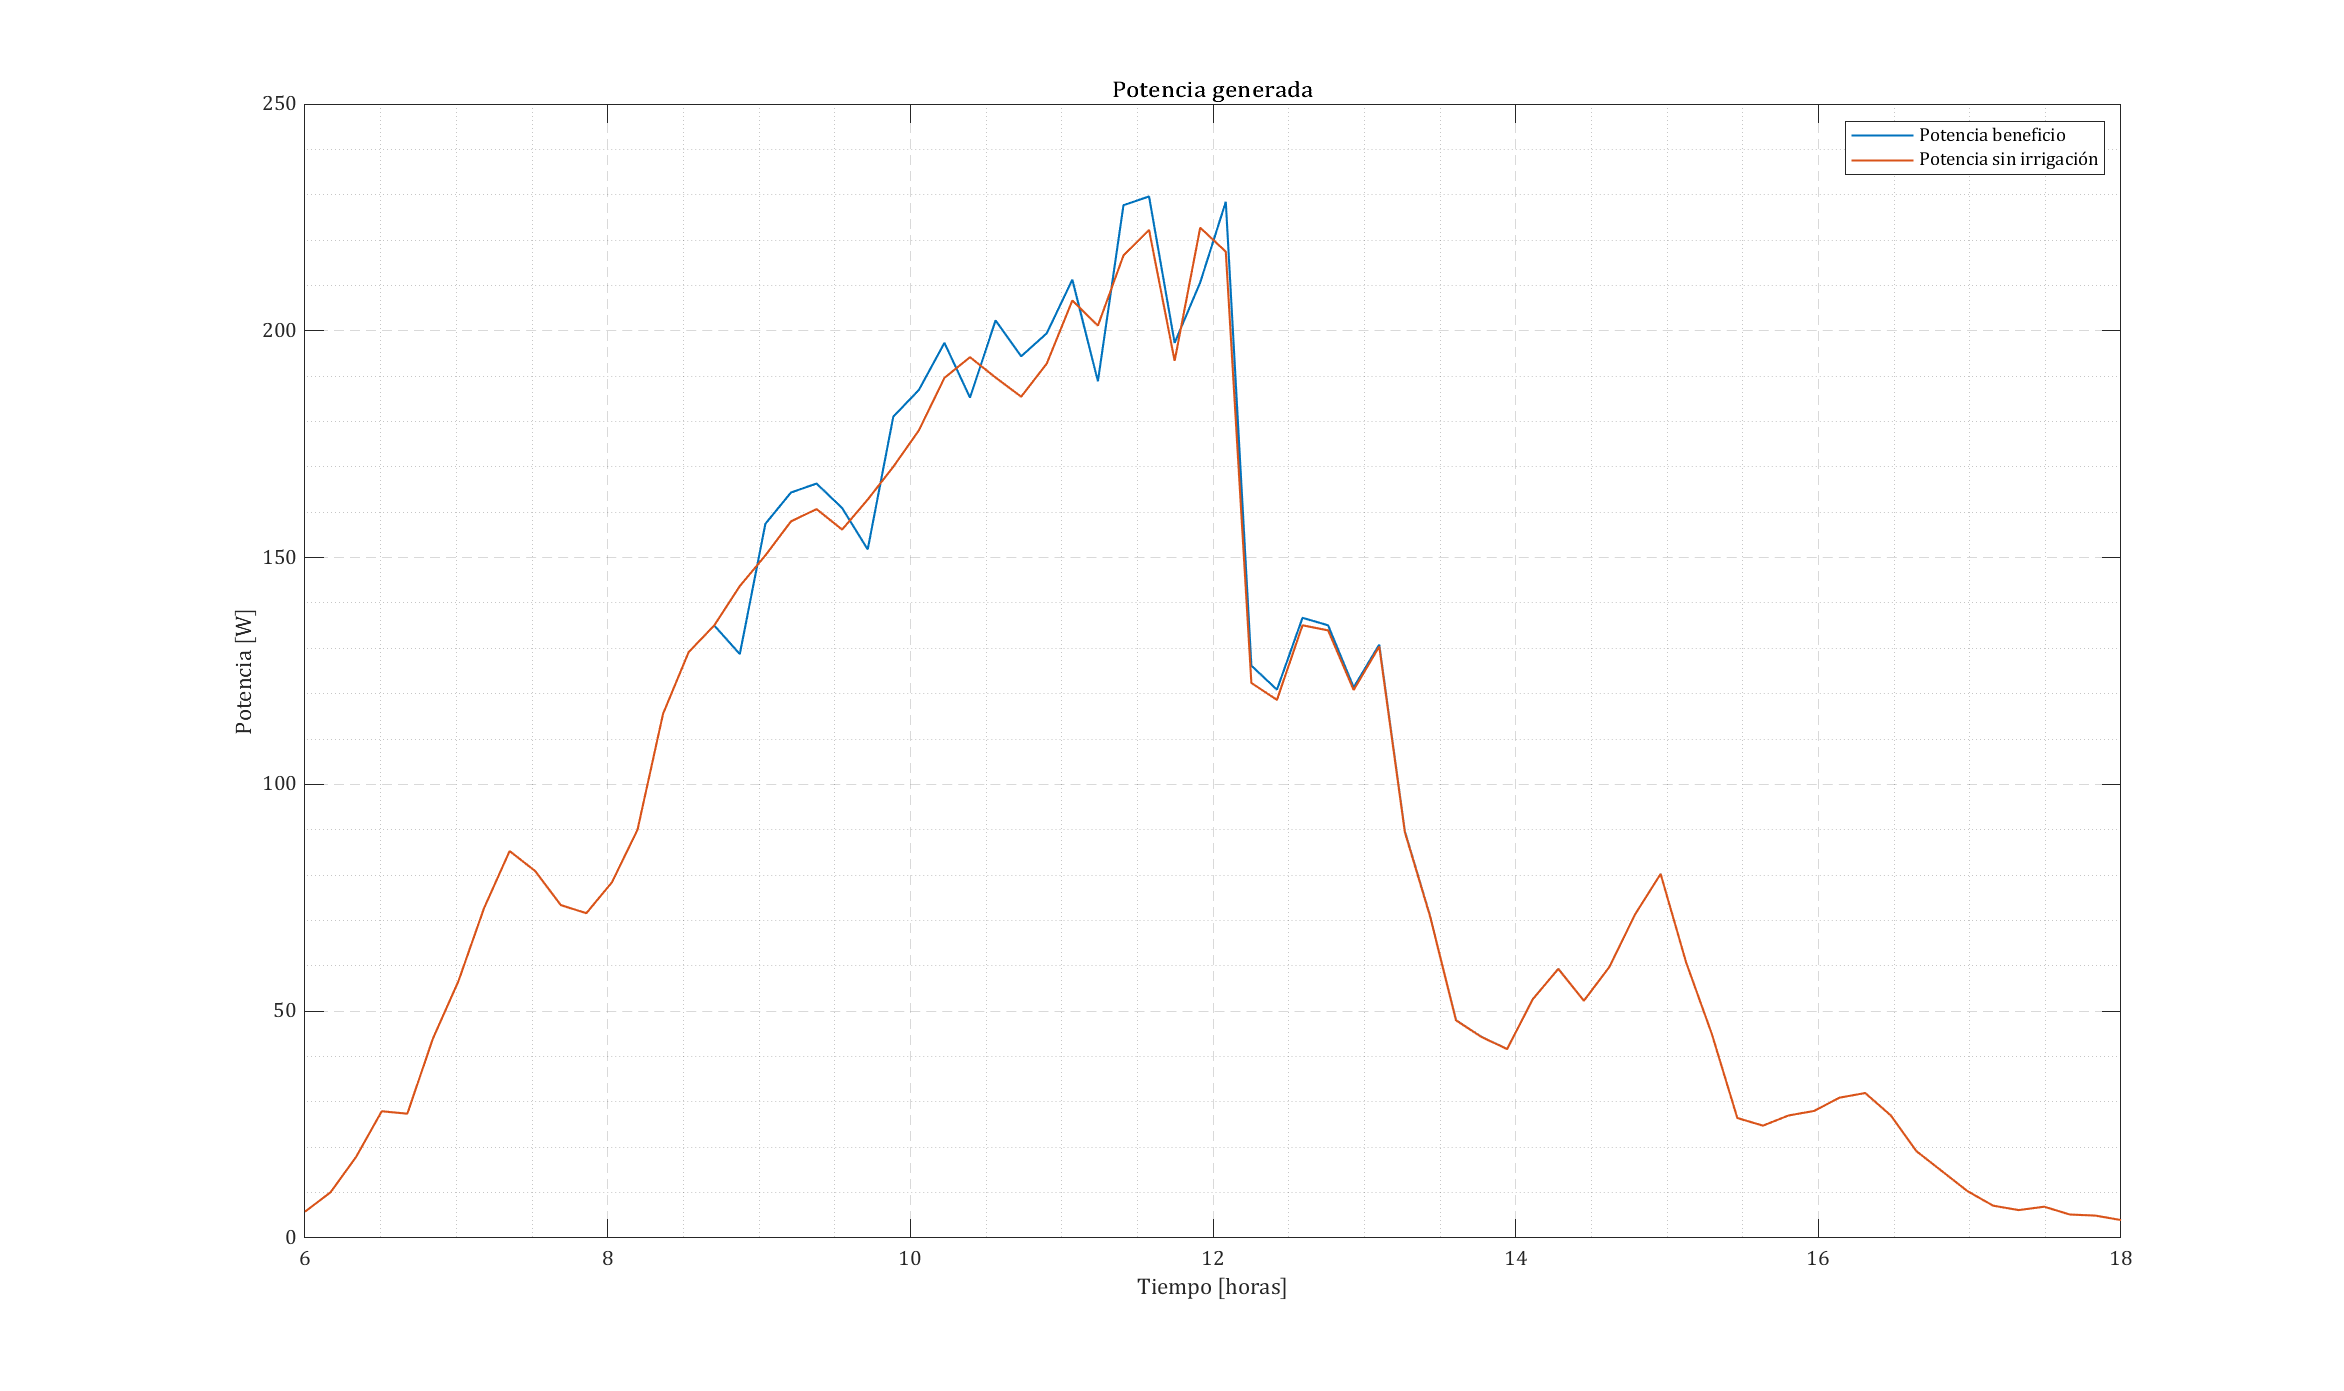 Potencia generada
250
Potencia beneficio
Potencia sin irrigación
200
150
Potencia [W]
100
50
0
6 8 10 12 14 16 18
Tiempo [horas]